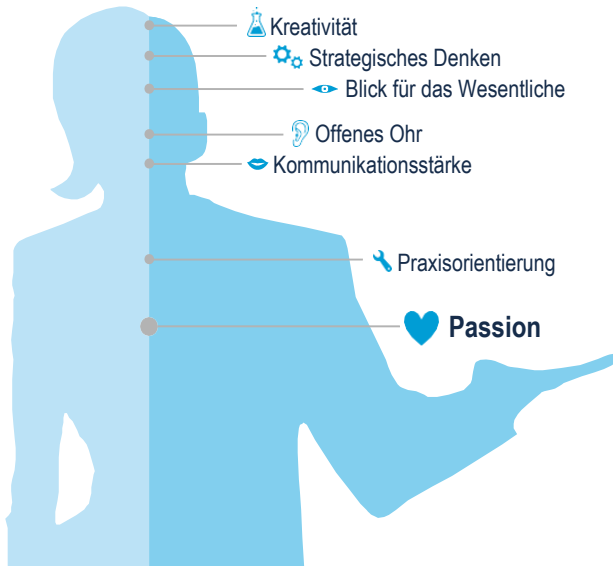 Kreativität
Strategisches Denken
Blick für das Wesentliche
Offenes Ohr
Kommunikationsstärke
Praxisorientierung
Passion